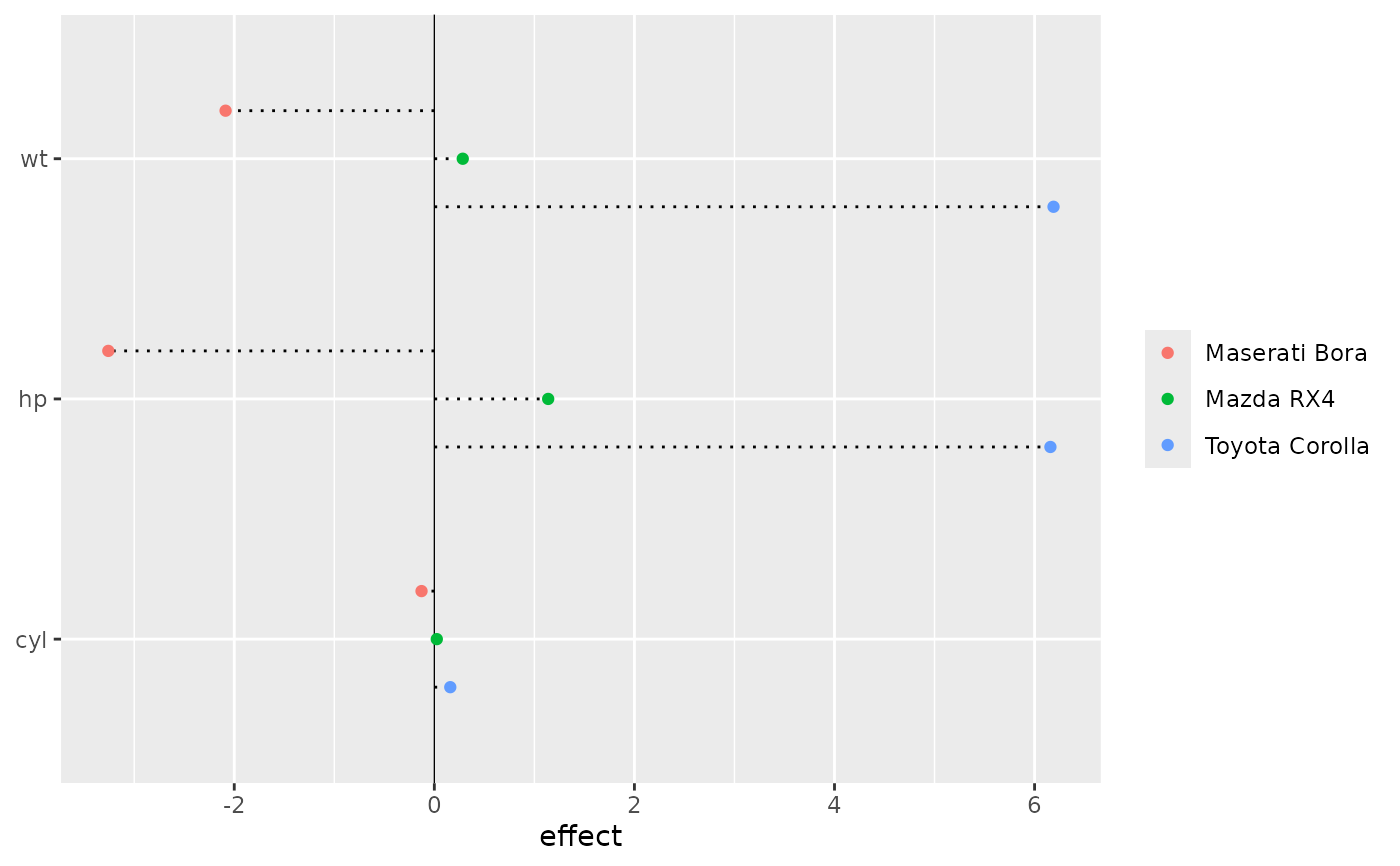 wt
hp
cyl
-2 0 2 4 6
effect
Maserati Bora
Mazda RX4
Toyota Corolla